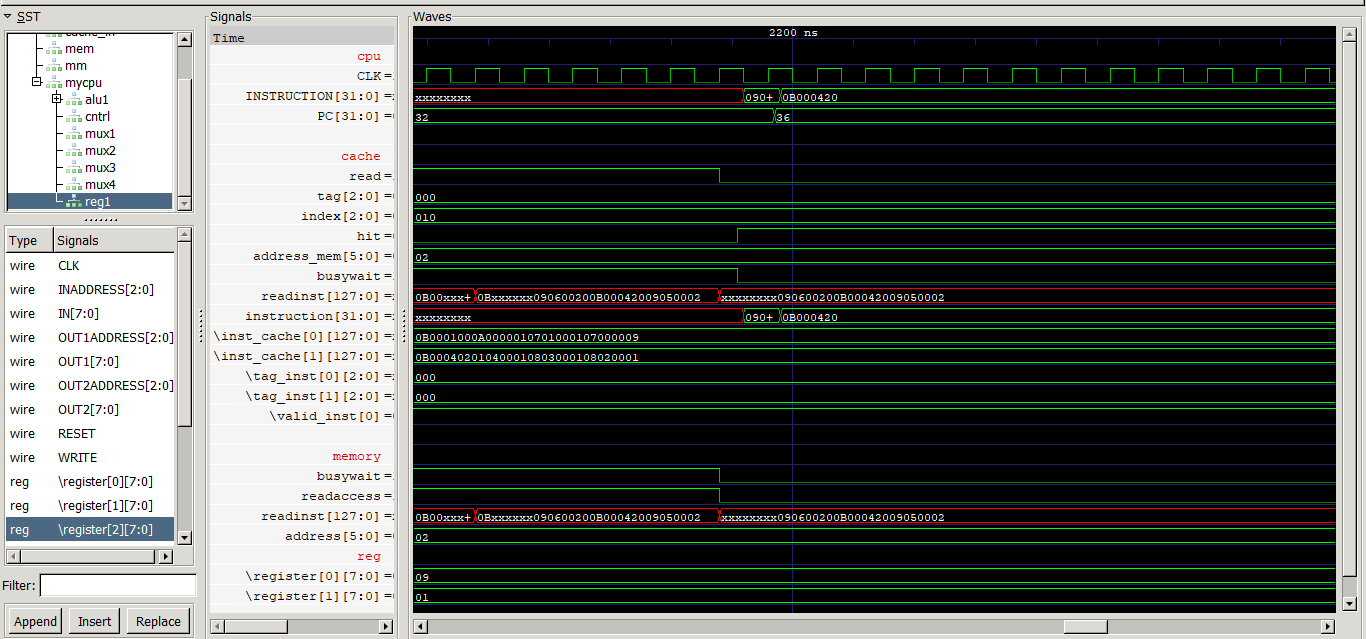 SST
cache_in
mem
mm
mycpu
alu1
cntrl
mux1
mux2
mux3
mux4
reg1
Type Signals
wire CLK
wire INADDRESS[2:0]
wire IN[7:0]
wire OUT1ADDRESS[2:0]
wire OUT1[7:0]
wire OUT2ADDRESS[2:0]
wire OUT2[7:0]
wire RESET
wire WRITE
reg \register[0][7:0]
reg \register[1][7:0]
reg \register[2][7:0]
Filter:
Append Insert Replace
Signals
Time
cpu
CLK =
INSTRUCTION[31:0] =
PC[31:0] =
cache
read =
tag[2:0] =
index[2:0] =
hit =
address_mem[5:0] =
busywait =
readinst[127:0] =
instruction[31:0] =
\inst_cache[0][127:0] =
\inst_cache[1][127:0] =
\tag_inst[0][2:0] =
\tag_inst[1][2:0] =
\valid_inst[0] =
memory
busywait =
readaccess =
readinst[127:0] =
address[5:0] =
reg
\register[0][7:0] =
\register[1][7:0] =
Waves
2200 ns
xxxxxxxx 090+ 0B000420
32 36
000
010
02
0B00xxx+ 0Bxxxxxx090600200B00042009050002 xxxxxxxx090600200B00042009050002
xxxxxxxx 090+ 0B000420
0B0001000A0000010701000107000009
0B000402010400010803000108020001
000
000
0B00xxx+ 0Bxxxxxx090600200B00042009050002 xxxxxxxx090600200B00042009050002
02
09
01